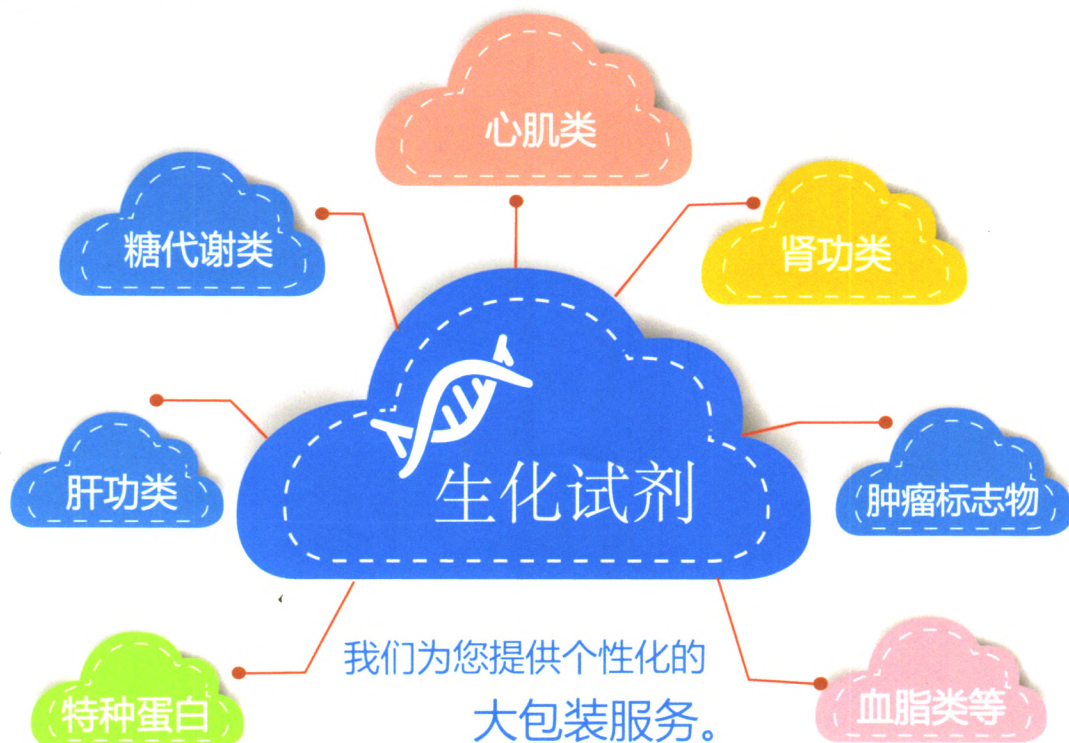 心肌类
糖代谢类
肾功类
生化试剂
肝功类
肿瘤标志物
我们为您提供个性化的
大包装服务。
特种蛋白
血脂类等